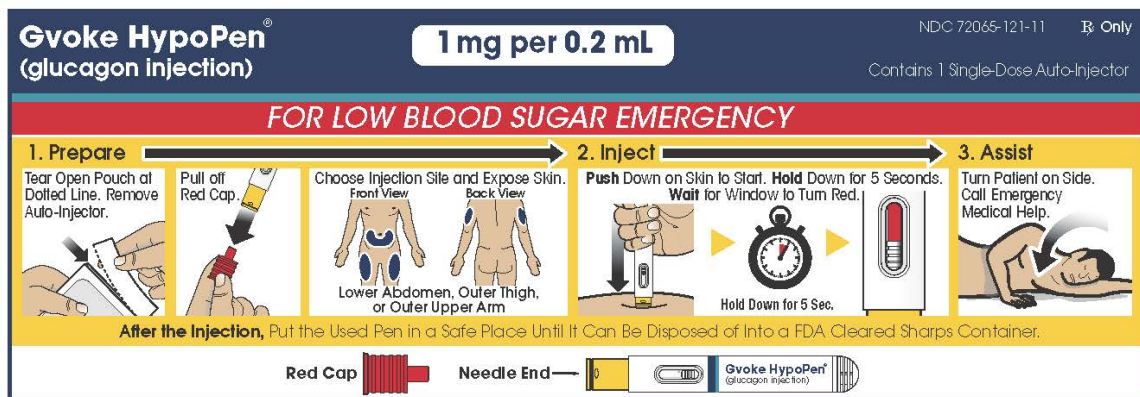 Gvoke HypoPen®
(glucagon injection)
1 mg per 0.2 mL
NDC 72065-121-11 Rx Only
Contains 1 Single-Dose Auto-Injector
FOR LOW BLOOD SUGAR EMERGENCY
1. Prepare
Tear Open Pouch at
Dotted Line. Remove
Auto-Injector.
Pull off
Red Cap.
Choose Injection Site and Expose Skin.
Front View Back View
Lower Abdomen, Outer Thigh,
or Outer Upper Arm
2. Inject
Push Down on Skin to Start. Hold Down for 5 Seconds.
Wait for Window to Turn Red.
Hold Down for 5 Sec.
3. Assist
Turn Patient on Side.
Call Emergency
Medical Help.
After the Injection, Put the Used Pen in a Safe Place Until It Can Be Disposed of Into a FDA Cleared Sharps Container.
Red Cap
Needle End
Gvoke HypoPen®
(glucagon injection)